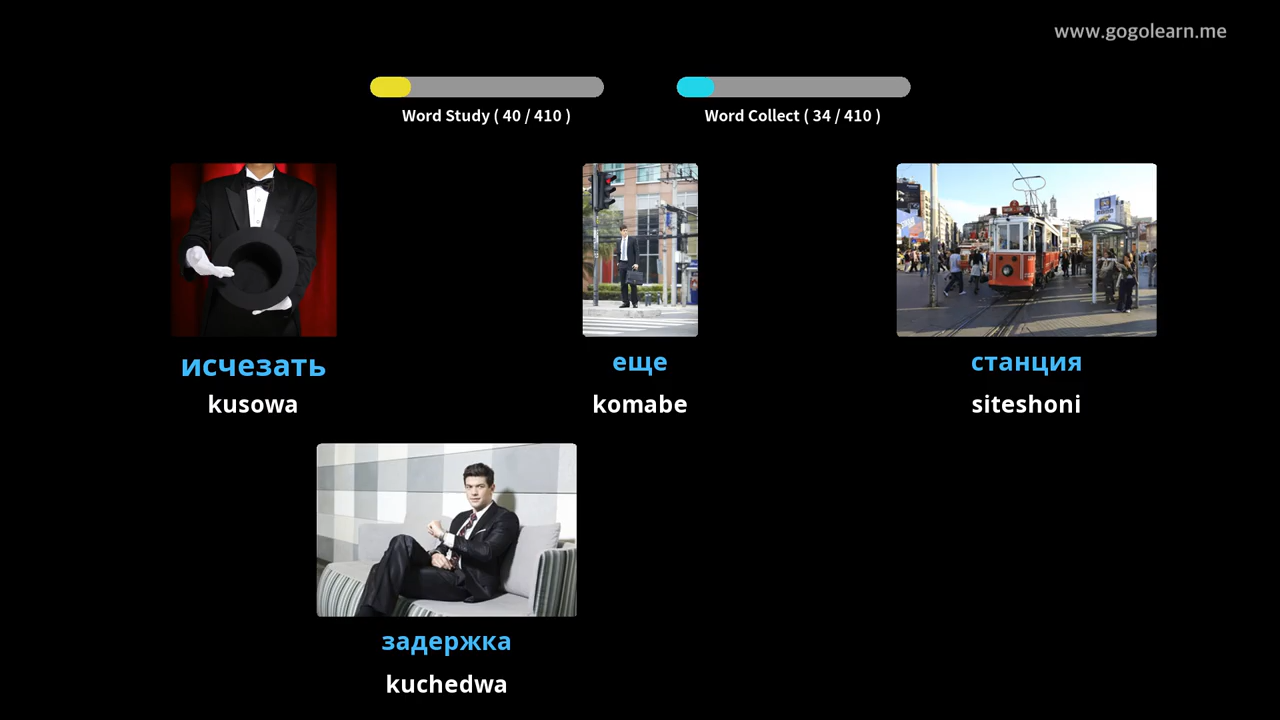 www.gogolearn.me
Word Study ( 40 / 410 )
Word Collect ( 34 / 410 )
исчезать
еще
станция
kusowa
komabe
siteshoni
задержка
kuchedwa